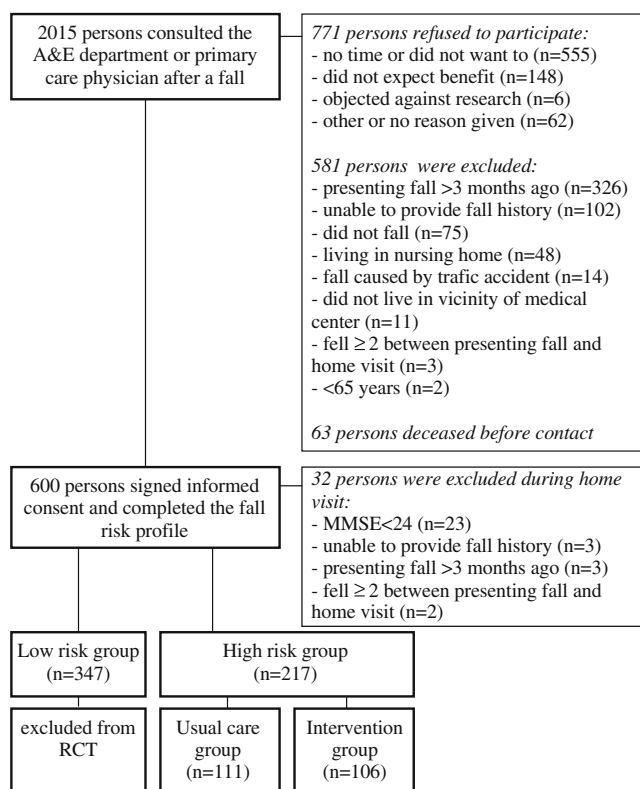 2015 persons consulted the
A&E department or primary
care physician after a fall
771 persons refused to participate:
- no time or did not want to (n=555)
- did not expect benefit (n=148)
- objected against research (n=6)
- other or no reason given (n=62)
581 persons were excluded:
- presenting fall >3 months ago (n=326)
- unable to provide fall history (n=102)
- did not fall (n=75)
- living in nursing home (n=48)
- fall caused by trafic accident (n=14)
- did not live in vicinity of medical
center (n=11)
- fell ≥ 2 between presenting fall and
home visit (n=3)
- <65 years (n=2)
63 persons deceased before contact
600 persons signed informed
consent and completed the fall
risk profile
32 persons were excluded during home
visit:
- MMSE<24 (n=23)
- unable to provide fall history (n=3)
- presenting fall >3 months ago (n=3)
- fell ≥ 2 between presenting fall and
home visit (n=2)
Low risk group
(n=347)
High risk group
(n=217)
excluded from
RCT
Usual care
group
(n=111)
Intervention
group
(n=106)